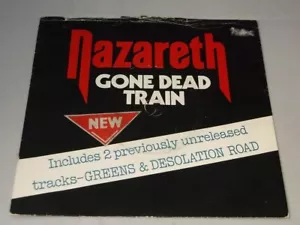 Nazareth
GONE DEAD
TRAIN
NEW
Includes 2 previously unreleased
tracks-GREENS & DESOLATION ROAD